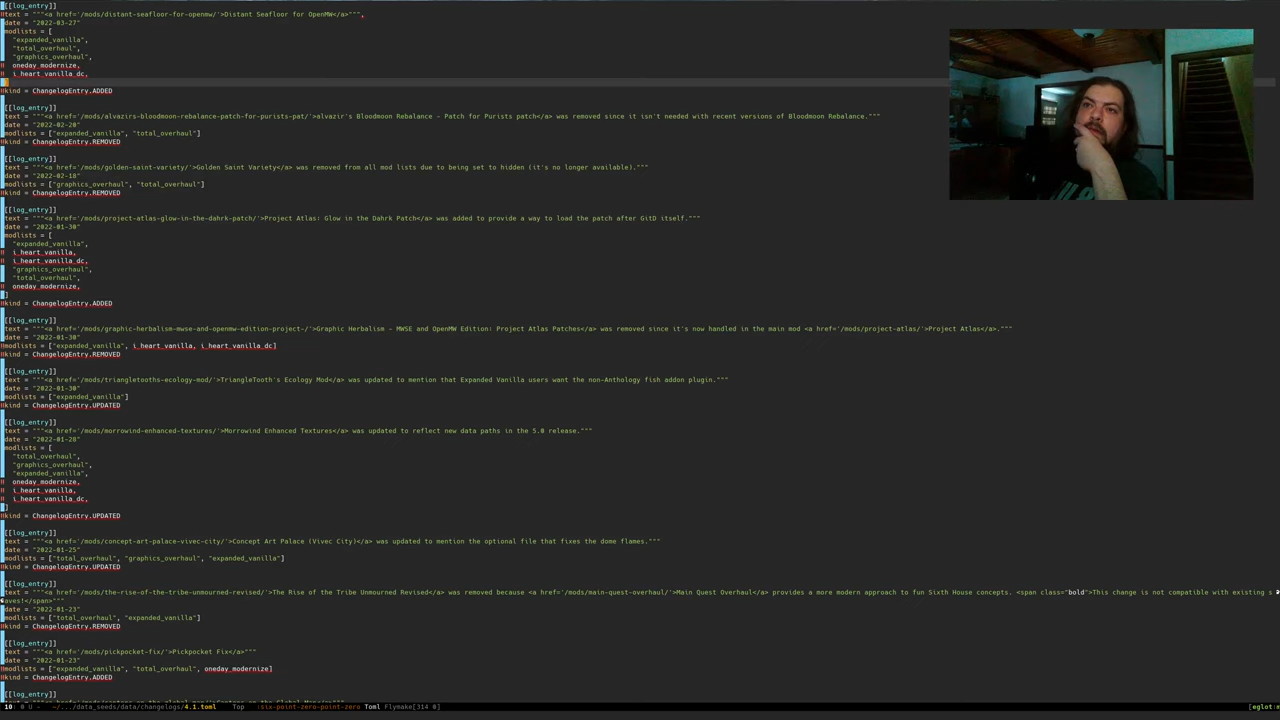 [[log_entry]]
text = """<a href='/mods/distant-seafloor-for-openmw/'>Distant Seafloor for OpenMW</a>""",
date = "2022-03-27"
modlists = [
"expanded_vanilla",
"total_overhaul",
"graphics_overhaul",
oneday_modernize,
i_heart_vanilla_dc,
]
kind = ChangelogEntry.ADDED
[[log_entry]]
text = """<a href='/mods/alvazirs-bloodmoon-rebalance-patch-for-purists-pat/'>alvazir's Bloodmoon Rebalance - Patch for Purists patch</a> was removed since it isn't needed with recent versions of Bloodmoon Rebalance."""
date = "2022-02-20"
modlists = ["expanded_vanilla", "total_overhaul"]
kind = ChangelogEntry.REMOVED
[[log_entry]]
text = """<a href='/mods/golden-saint-variety/'>Golden Saint Variety</a> was removed from all mod lists due to being set to hidden (it's no longer available)."""
date = "2022-02-18"
modlists = ["graphics_overhaul", "total_overhaul"]
kind = ChangelogEntry.REMOVED
[[log_entry]]
text = """<a href='/mods/project-atlas-glow-in-the-dahrk-patch/'>Project Atlas: Glow in the Dahrk Patch</a> was added to provide a way to load the patch after GitD itself."""
date = "2022-01-30"
modlists = [
"expanded_vanilla",
i_heart_vanilla,
i_heart_vanilla_dc,
"graphics_overhaul",
"total_overhaul",
oneday_modernize,
]
kind = ChangelogEntry.ADDED
[[log_entry]]
text = """<a href='/mods/graphic-herbalism-mwse-and-openmw-edition-project-/'>Graphic Herbalism - MWSE and OpenMW Edition: Project Atlas Patches</a> was removed since it's now handled in the main mod <a href='/mods/project-atlas/'>Project Atlas</a>."""
date = "2022-01-30"
modlists = ["expanded_vanilla", i_heart_vanilla, i_heart_vanilla_dc]
kind = ChangelogEntry.REMOVED
[[log_entry]]
text = """<a href='/mods/triangletooths-ecology-mod/'>TriangleTooth's Ecology Mod</a> was updated to mention that Expanded Vanilla users want the non-Anthology fish addon plugin."""
date = "2022-01-30"
modlists = ["expanded_vanilla"]
kind = ChangelogEntry.UPDATED
[[log_entry]]
text = """<a href='/mods/morrowind-enhanced-textures/'>Morrowind Enhanced Textures</a> was updated to reflect new data paths in the 5.0 release."""
date = "2022-01-28"
modlists = [
"total_overhaul",
"graphics_overhaul",
"expanded_vanilla",
oneday_modernize,
i_heart_vanilla,
i_heart_vanilla_dc,
]
kind = ChangelogEntry.UPDATED
[[log_entry]]
text = """<a href='/mods/concept-art-palace-vivec-city/'>Concept Art Palace (Vivec City)</a> was updated to mention the optional file that fixes the dome flames."""
date = "2022-01-25"
modlists = ["total_overhaul", "graphics_overhaul", "expanded_vanilla"]
kind = ChangelogEntry.UPDATED
[[log_entry]]
text = """<a href='/mods/the-rise-of-the-tribe-unmourned-revised/'>The Rise of the Tribe Unmourned Revised</a> was removed because <a href='/mods/main-quest-overhaul/'>Main Quest Overhaul</a> provides a more modern approach to fun Sixth House concepts. <span class="bold">This change is not compatible with existing s
aves!</span>"""
date = "2022-01-23"
modlists = ["total_overhaul", "expanded_vanilla"]
kind = ChangelogEntry.REMOVED
[[log_entry]]
text = """<a href='/mods/pickpocket-fix/'>Pickpocket Fix</a>"""
date = "2022-01-23"
modlists = ["expanded_vanilla", "total_overhaul", oneday_modernize]
kind = ChangelogEntry.ADDED
[[log_entry]]
10: 0 U - ~/.../data_seeds/data/changelogs/4.1.toml Top :six-point-zero-point-zero Toml Flymake[314 0] [eglot: